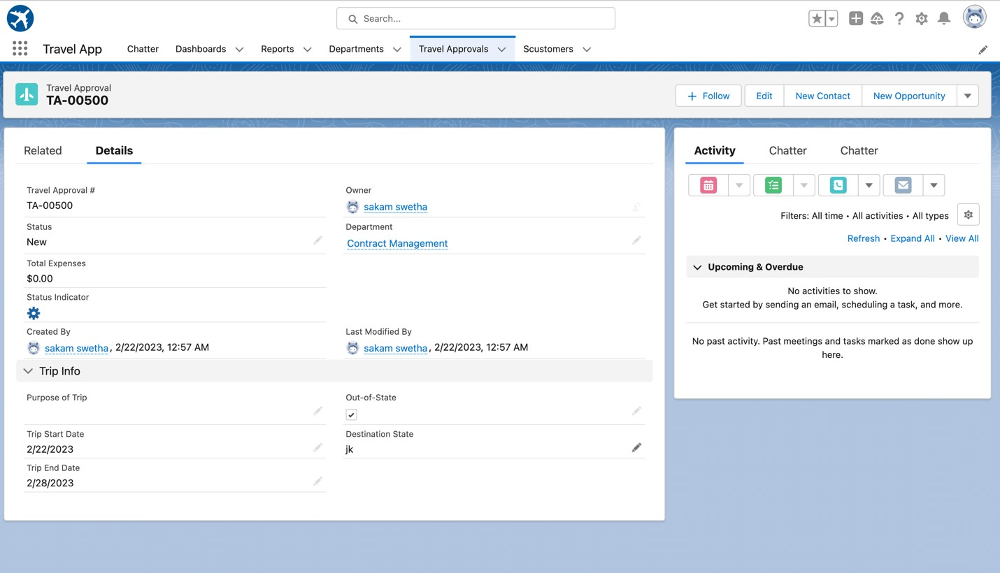 Search...
Travel App
Chatter
Dashboards
Reports
Departments
Travel Approvals
Scustomers
Travel Approval
TA-00500
Follow
Edit
New Contact
New Opportunity
Related
Details
Travel Approval #
TA-00500
Owner
sakam swetha
Status
New
Department
Contract Management
Total Expenses
$0.00
Status Indicator
Created By
sakam swetha, 2/22/2023, 12:57 AM
Last Modified By
sakam swetha, 2/22/2023, 12:57 AM
Trip Info
Purpose of Trip
Out-of-State
Trip Start Date
2/22/2023
Destination State
jk
Trip End Date
2/28/2023
Activity
Chatter
Chatter
Filters: All time • All activities • All types
Refresh • Expand All • View All
Upcoming & Overdue
No activities to show.
Get started by sending an email, scheduling a task, and more.
No past activity. Past meetings and tasks marked as done show up
here.